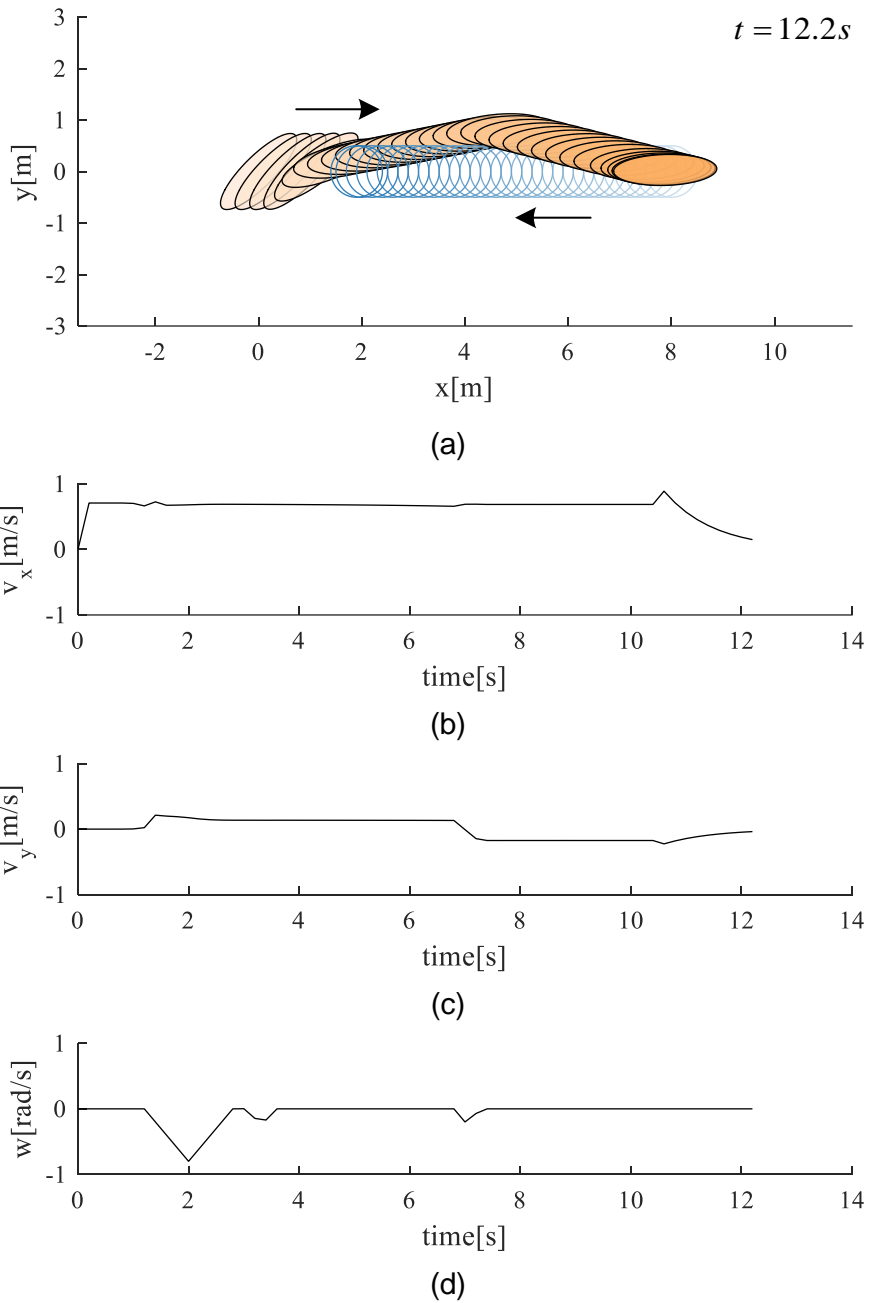 t = 12.2s
3
2
1
0
-1
-2
-3
y[m]
-2 0 2 4 6 8 10
x[m]
(a)
1
0
-1
v_x[m/s]
0 2 4 6 8 10 12 14
time[s]
(b)
1
0
-1
v_y[m/s]
0 2 4 6 8 10 12 14
time[s]
(c)
1
0
-1
w[rad/s]
0 2 4 6 8 10 12 14
time[s]
(d)